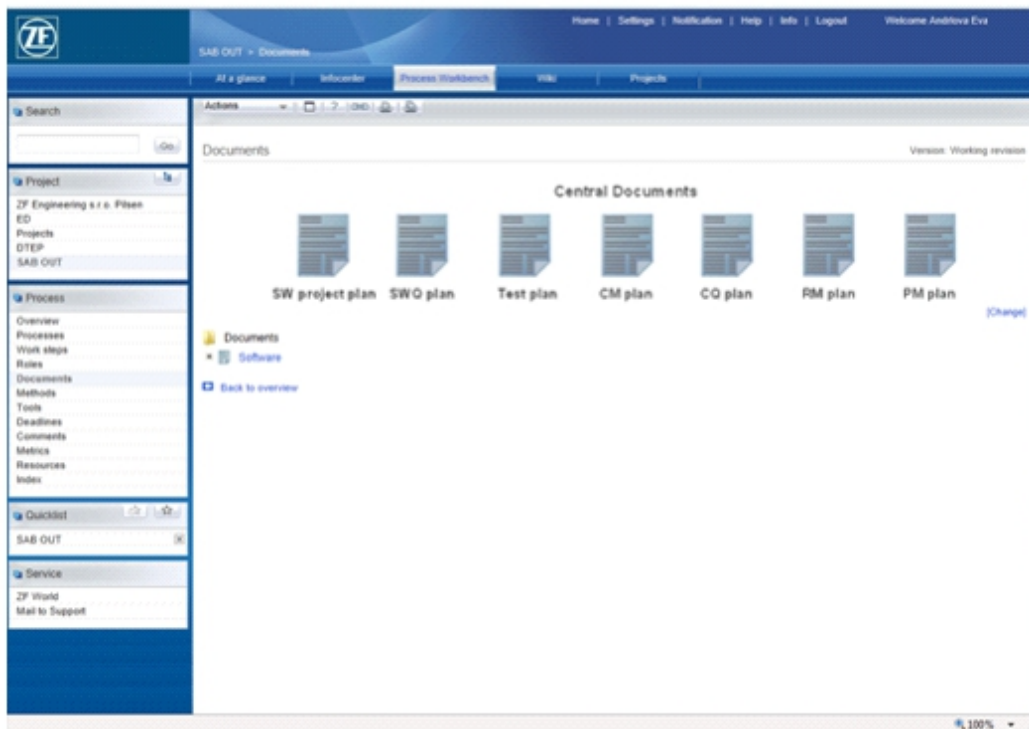 ZF
Home | Settings | Notification | Help | Info | Logout Welcome Andrlova Eva
SAB OUT > Documents
At a glance | Infocenter | Process Workbench | Wiki | Projects
Search
Actions
Go
Documents Version: Working revision
Project
Central Documents
ZF Engineering s.r.o. Pilsen
ED
Projects
DTEP
SAB OUT
SW project plan SWQ plan Test plan CM plan CQ plan RM plan PM plan
[Change]
Process
Overview
Processes
Work steps
Roles
Documents
Methods
Tools
Deadlines
Comments
Metrics
Resources
Index
Documents
Software
Back to overview
Quicklist
SAB OUT
Service
ZF World
Mail to Support
100%